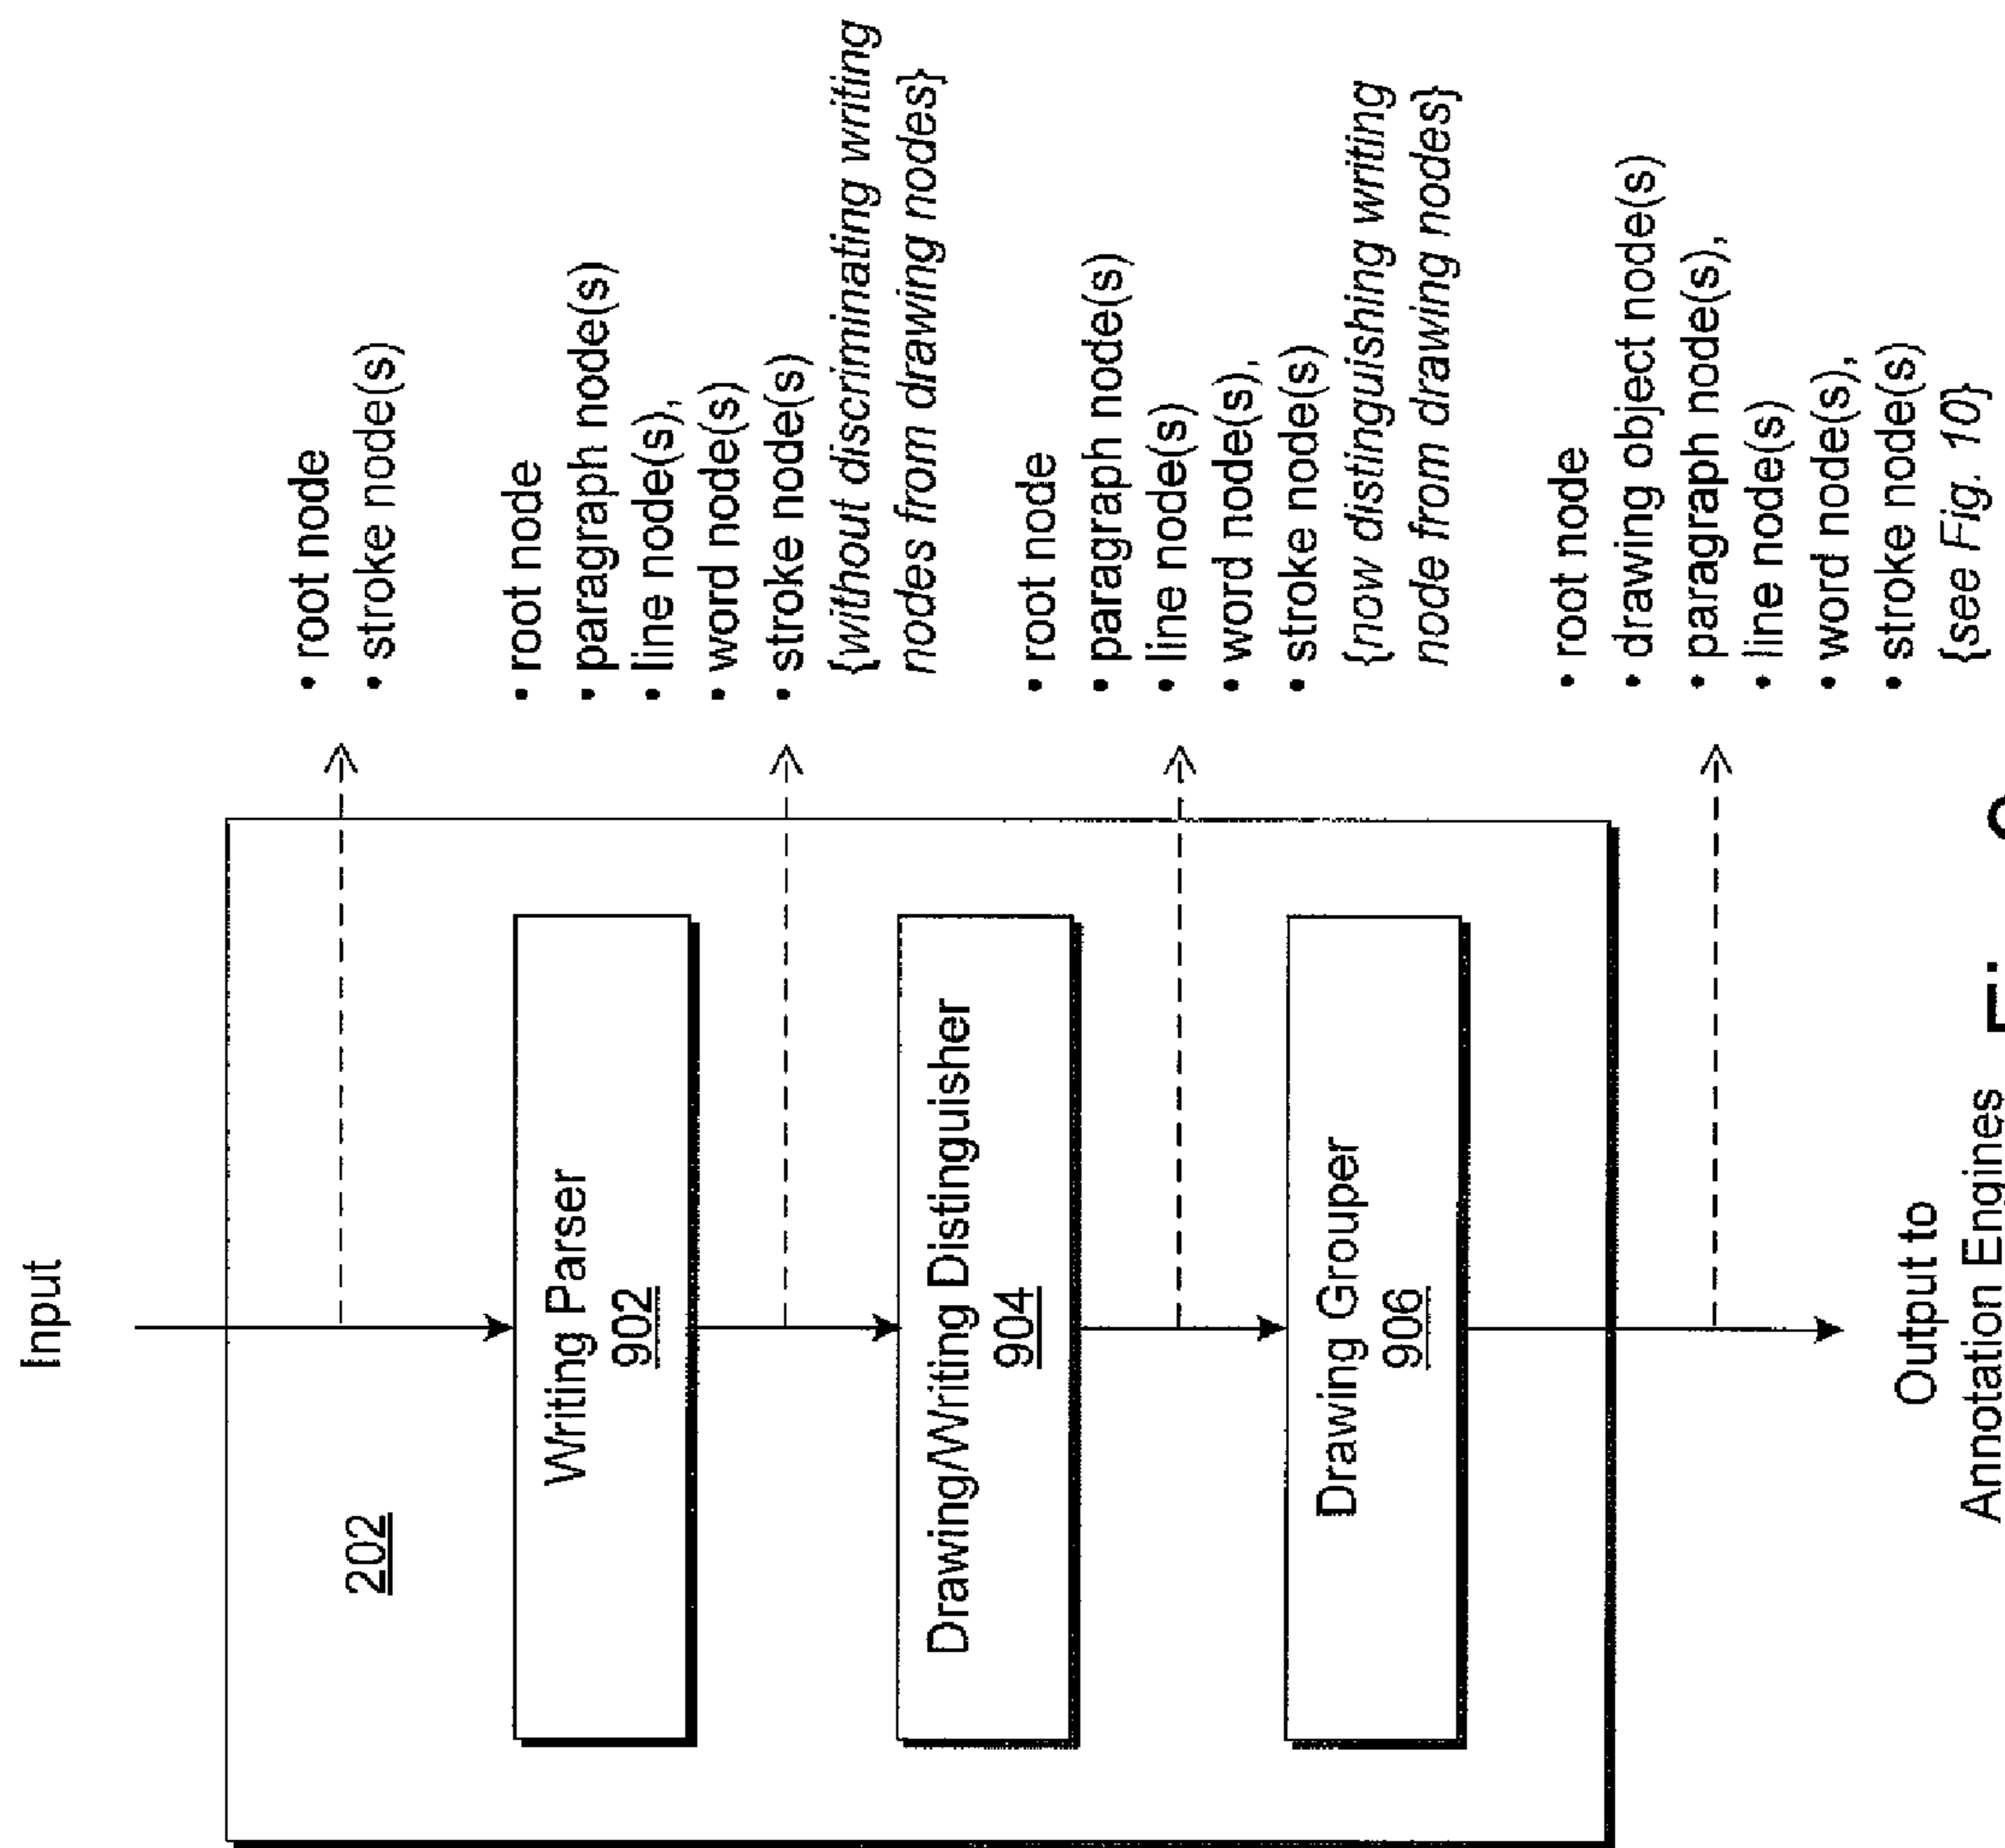 Input
202
Writing Parser
902
Drawing/Writing Distinguisher
904
Drawing Grouper
906
Output to
Annotation Engines
• root node
• stroke node(s)
• root node
• paragraph node(s)
• line node(s),
• word node(s)
• stroke node(s)
{without discriminating writing
nodes from drawing nodes}
• root node
• paragraph node(s)
• line node(s)
• word node(s),
• stroke node(s)
{now distinguishing writing
node from drawing nodes}
• root node
• drawing object node(s)
• paragraph node(s),
• line node(s)
• word node(s),
• stroke node(s)
{see Fig. 10}